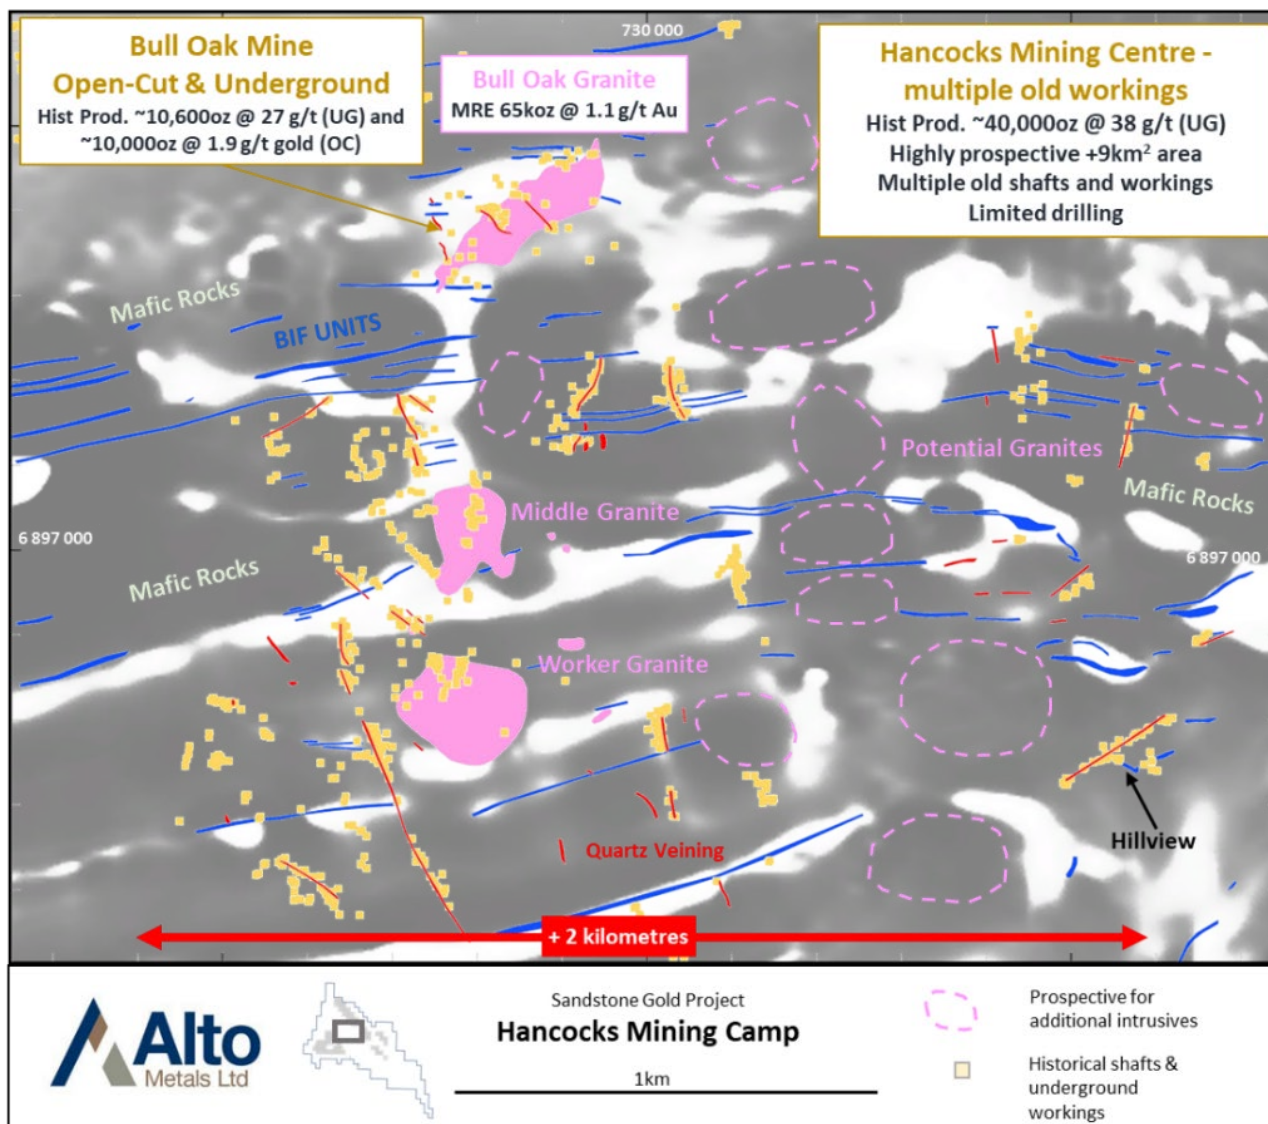 730 000
Bull Oak Mine
Open-Cut & Underground
Hist Prod. ~10,600oz @ 27 g/t (UG) and
~10,000oz @ 1.9 g/t gold (OC)
Bull Oak Granite
MRE 65koz @ 1.1 g/t Au
Hancocks Mining Centre -
multiple old workings
Hist Prod. ~40,000oz @ 38 g/t (UG)
Highly prospective +9km² area
Multiple old shafts and workings
Limited drilling
Mafic Rocks
BIF UNITS
Potential Granites
Mafic Rocks
Middle Granite
6 897 000
6 897 000
Mafic Rocks
Worker Granite
Quartz Veining
Hillview
+ 2 kilometres
Alto
Metals Ltd
Sandstone Gold Project
Hancocks Mining Camp
1km
Prospective for
additional intrusives
Historical shafts &
underground
workings